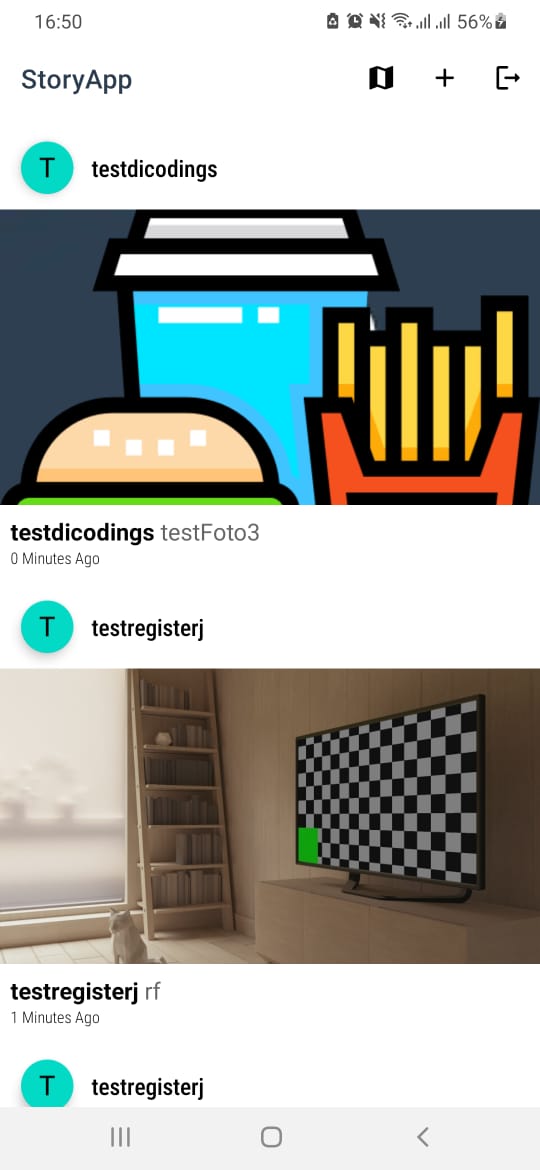 16:50 56%
StoryApp
T testdicodings
testdicodings testFoto3
0 Minutes Ago
T testregisterj
testregisterj rf
1 Minutes Ago
T testregisterj